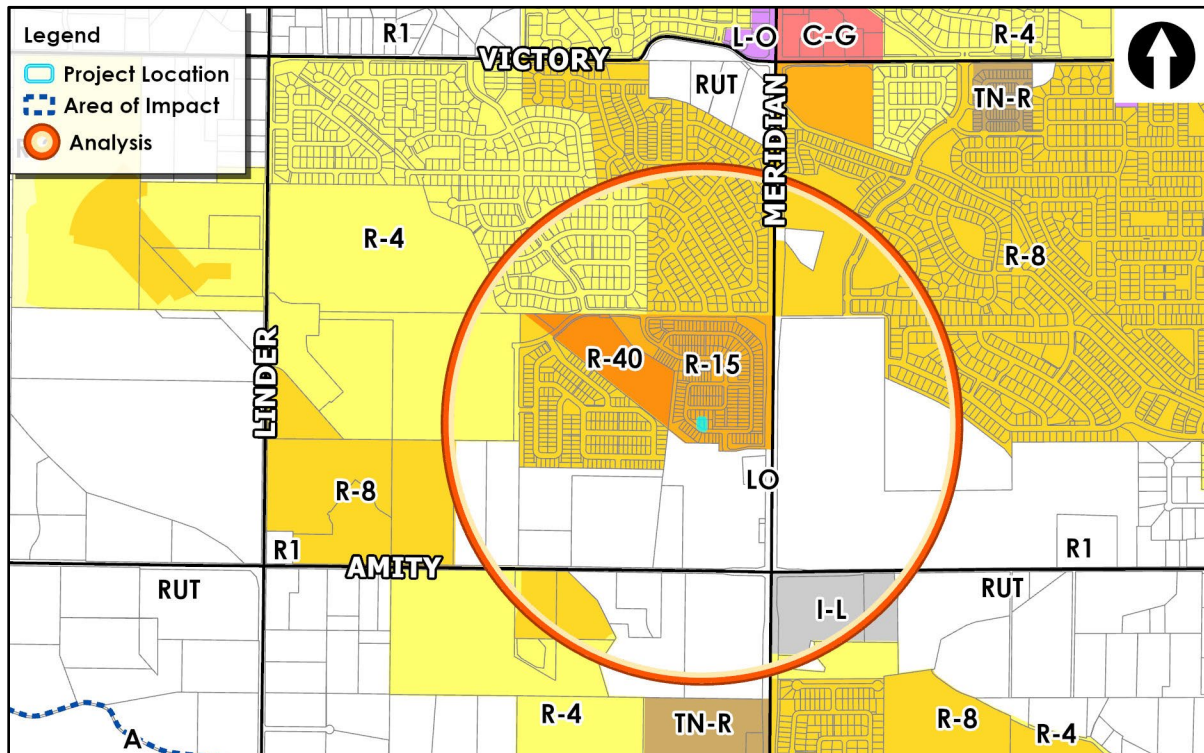 Legend
Project Location
Area of Impact
Analysis
R1
VICTORY
L-O
C-G
R-4
RUT
TN-R
MERIDIAN
R-4
R-8
LINDER
R-40
R-15
R-8
LO
R1
AMITY
R1
RUT
I-L
RUT
A
R-4
TN-R
R-8
R-4